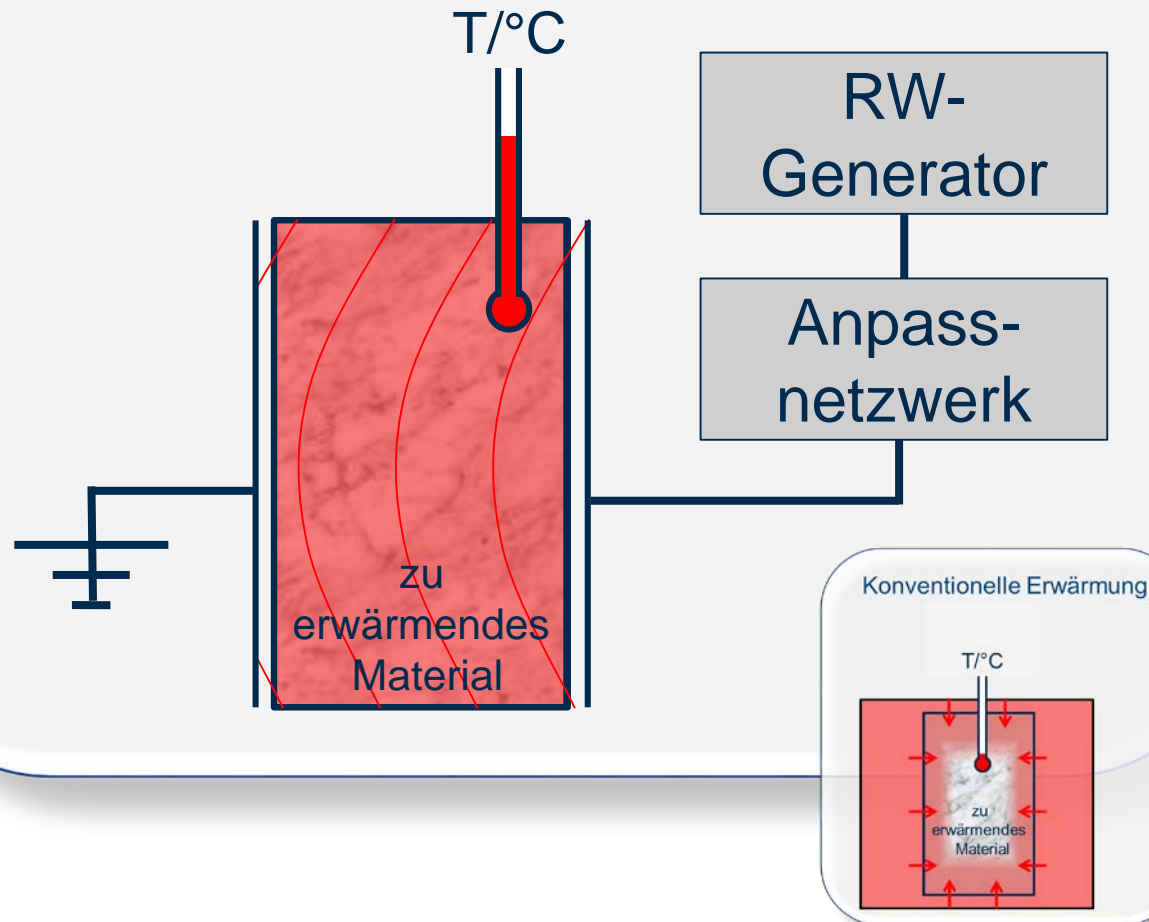 T/°C
RW-
Generator
Anpass-
netzwerk
zu
erwärmendes
Material
Konventionelle Erwärmung
T/°C
zu
erwärmendes
Material